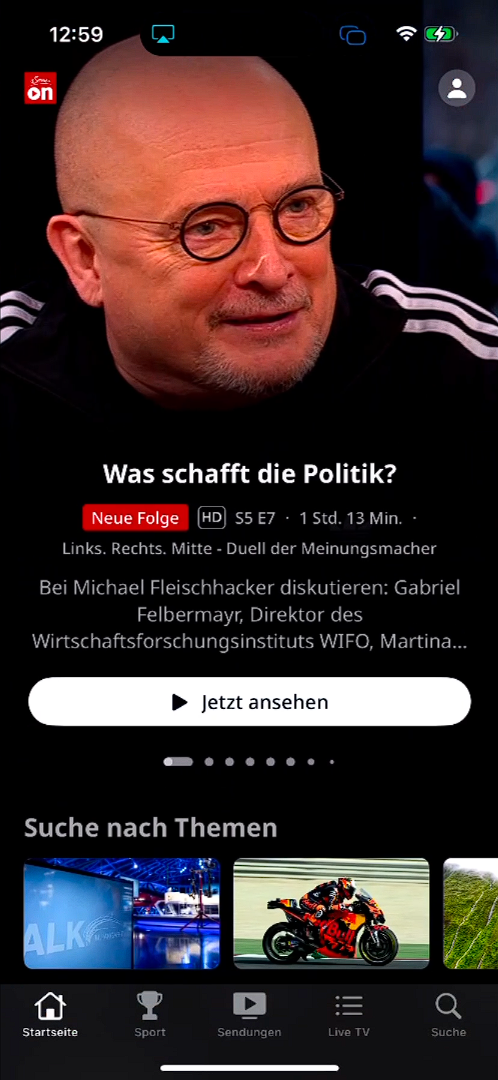 12:59
on
Was schafft die Politik?
Neue Folge HD S5 E7 · 1 Std. 13 Min. ·
Links. Rechts. Mitte - Duell der Meinungsmacher
Bei Michael Fleischhacker diskutieren: Gabriel
Felbermayr, Direktor des
Wirtschaftsforschungsinstituts WIFO, Martina...
Jetzt ansehen
Suche nach Themen
ALK
Startseite Sport Sendungen Live TV Suche